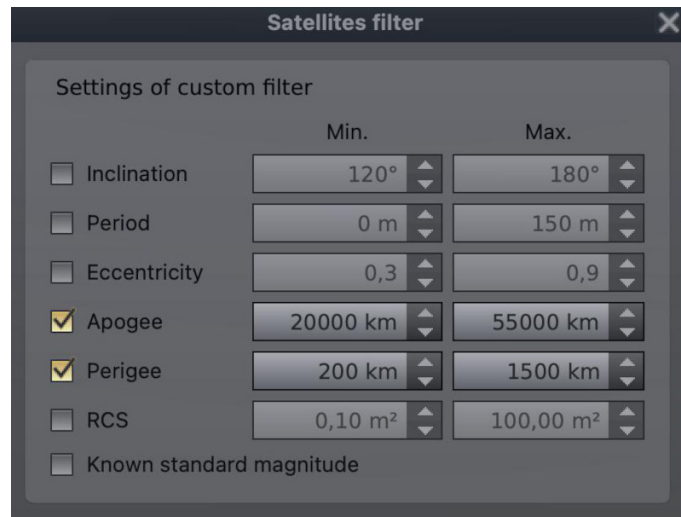 Satellites filter
Settings of custom filter
Min. Max.
Inclination 120° 180°
Period 0 m 150 m
Eccentricity 0,3 0,9
Apogee 20000 km 55000 km
Perigee 200 km 1500 km
RCS 0,10 m² 100,00 m²
Known standard magnitude